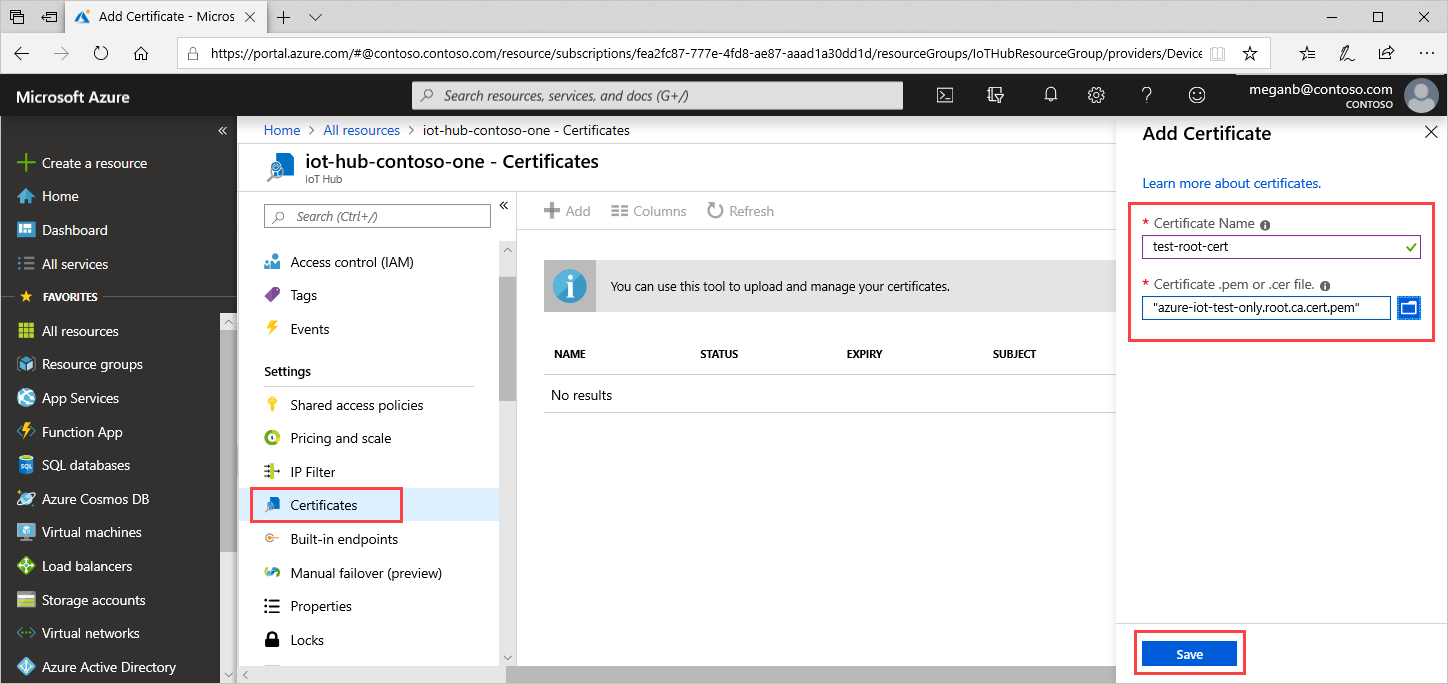 Add Certificate - Micros
https://portal.azure.com/#@contoso.contoso.com/resource/subscriptions/fea2fc87-777e-4fd8-ae87-aaad1a30dd1d/resourceGroups/IoTHubResourceGroup/providers/Device
Microsoft Azure
Search resources, services, and docs (G+/)
meganb@contoso.com
CONTOSO
Create a resource
Home
Dashboard
All services
FAVORITES
All resources
Resource groups
App Services
Function App
SQL databases
Azure Cosmos DB
Virtual machines
Load balancers
Storage accounts
Virtual networks
Azure Active Directory
Home > All resources > iot-hub-contoso-one - Certificates
iot-hub-contoso-one - Certificates
IoT Hub
Search (Ctrl+/)
Access control (IAM)
Tags
Events
Settings
Shared access policies
Pricing and scale
IP Filter
Certificates
Built-in endpoints
Manual failover (preview)
Properties
Locks
Add Columns Refresh
You can use this tool to upload and manage your certificates.
NAME STATUS EXPIRY SUBJECT
No results
Add Certificate
Learn more about certificates.
* Certificate Name
test-root-cert
* Certificate .pem or .cer file.
"azure-iot-test-only.root.ca.cert.pem"
Save